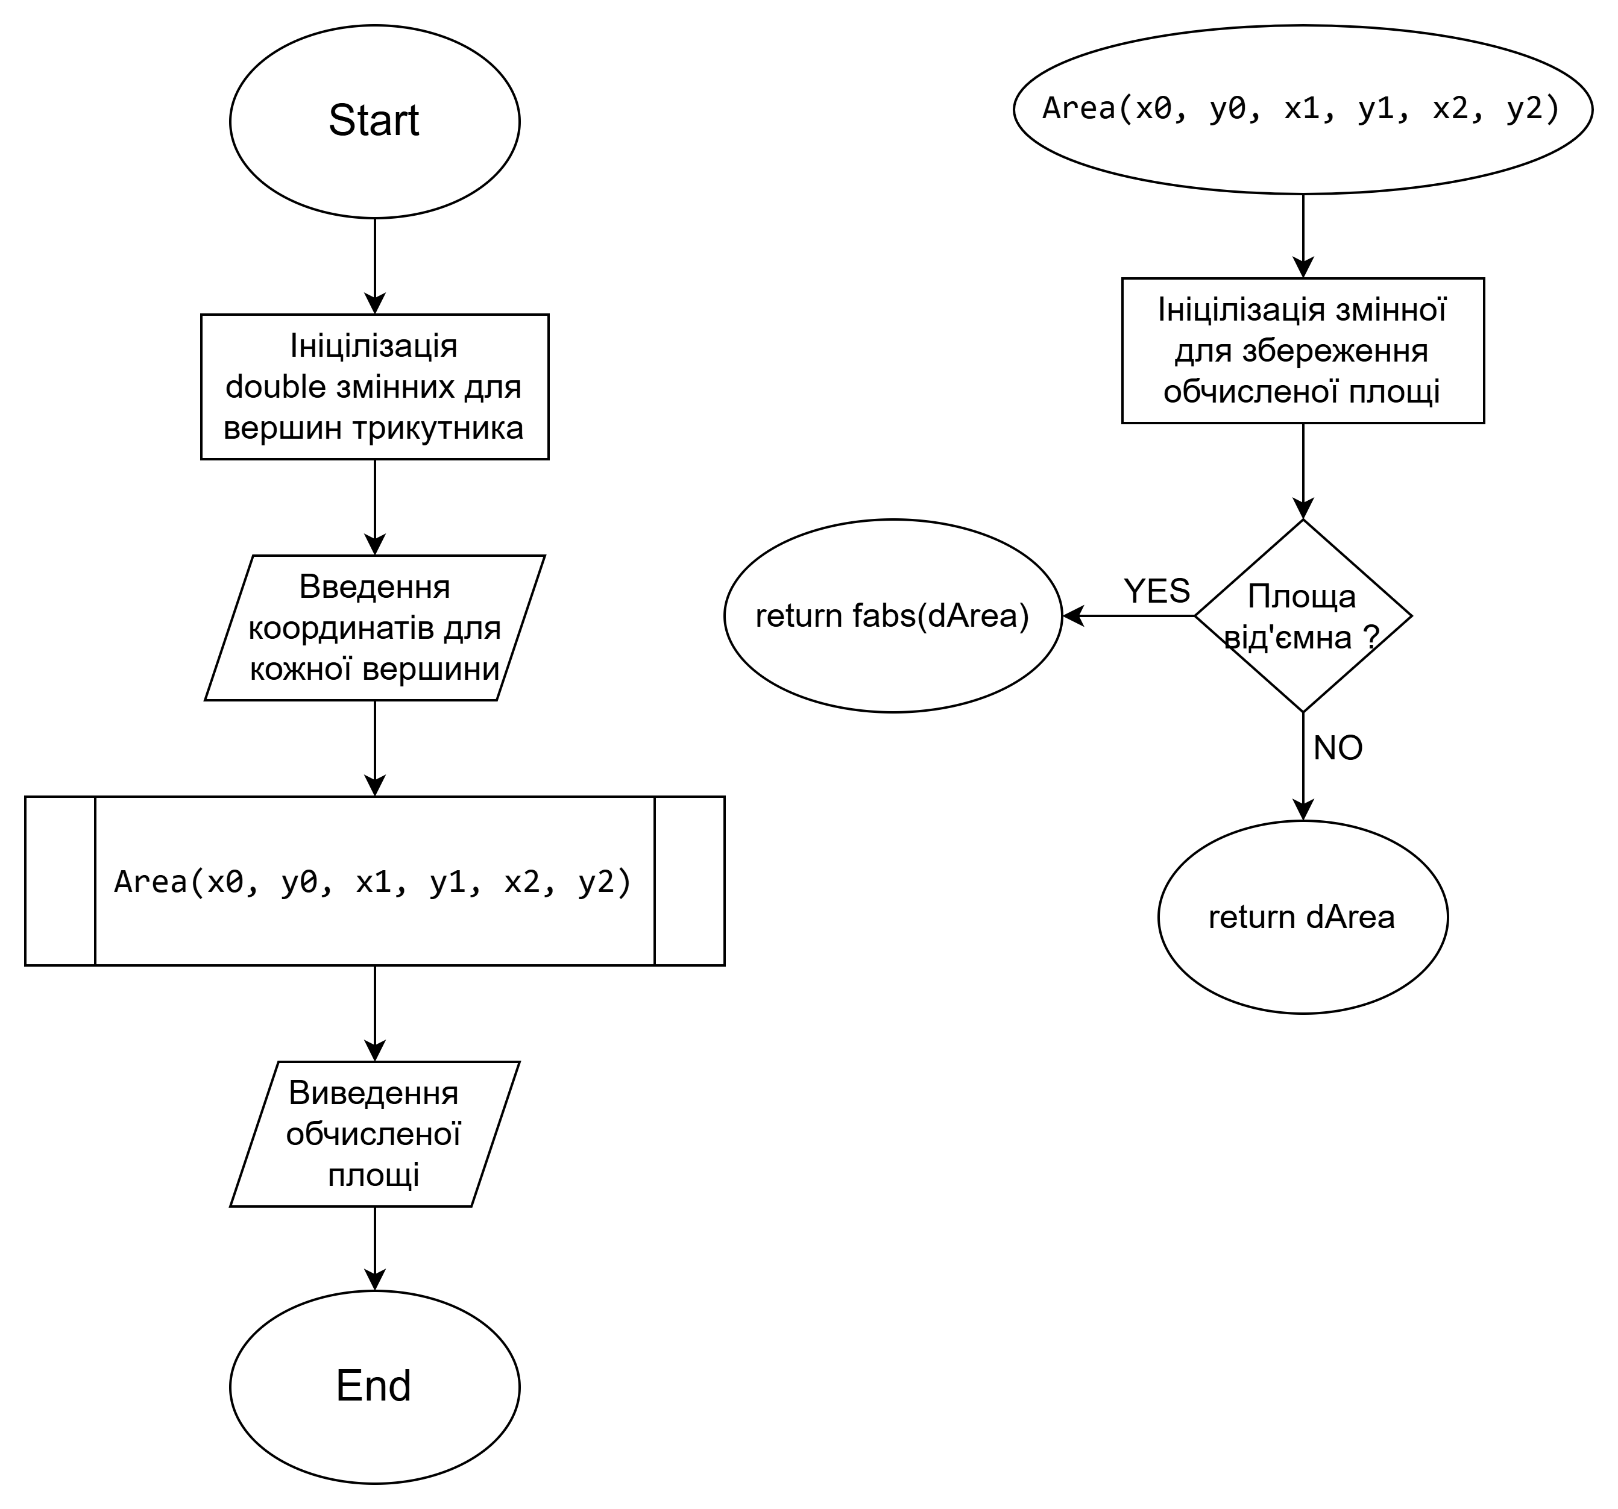 Start
Ініцілізація
double змінних для
вершин трикутника
Введення
координатів для
кожної вершини
Area(x0, y0, x1, y1, x2, y2)
Виведення
обчисленої
площі
End
Area(x0, y0, x1, y1, x2, y2)
Ініцілізація змінної
для збереження
обчисленої площі
Площа
від'ємна ?
YES
return fabs(dArea)
NO
return dArea